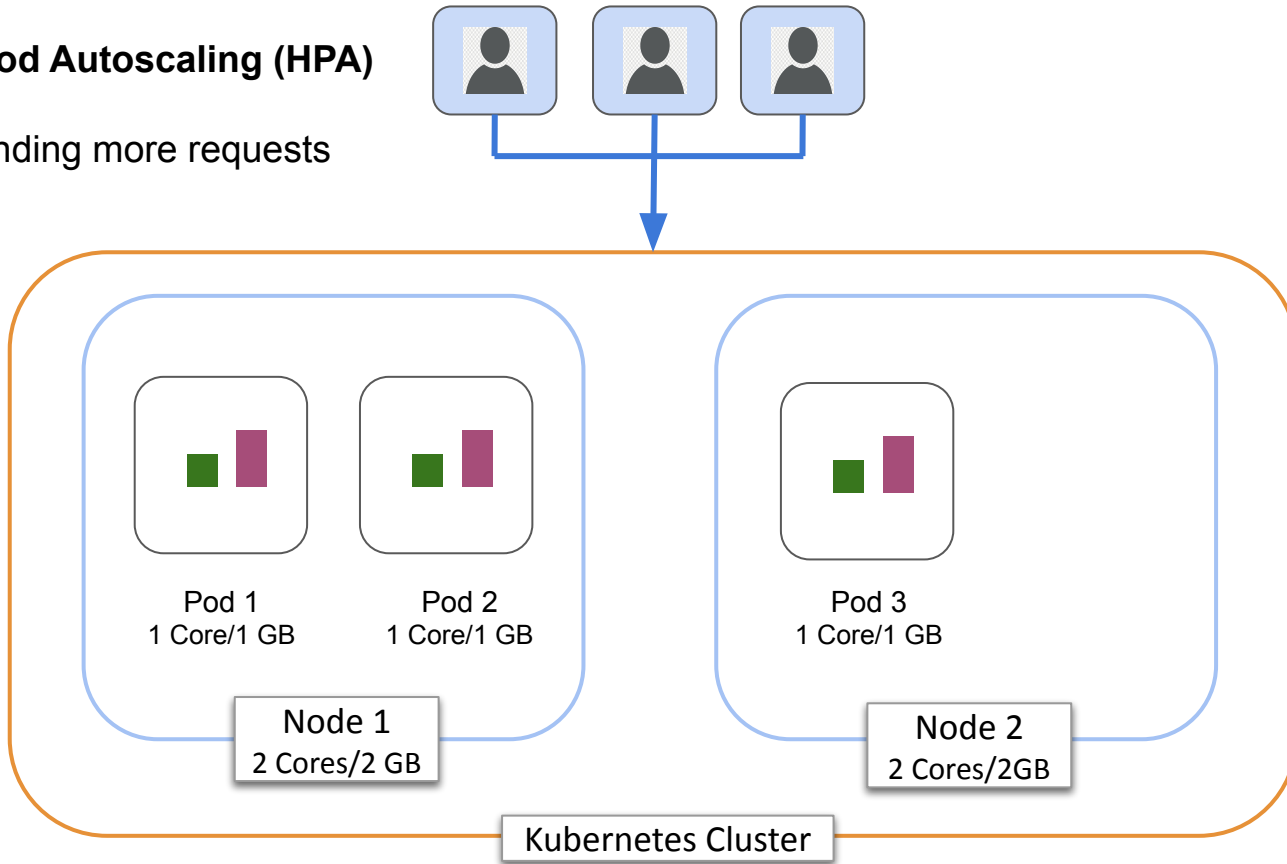 od Autoscaling (HPA)
nding more requests
Pod 1
1 Core/1 GB
Pod 2
1 Core/1 GB
Pod 3
1 Core/1 GB
Node 1
2 Cores/2 GB
Node 2
2 Cores/2GB
Kubernetes Cluster